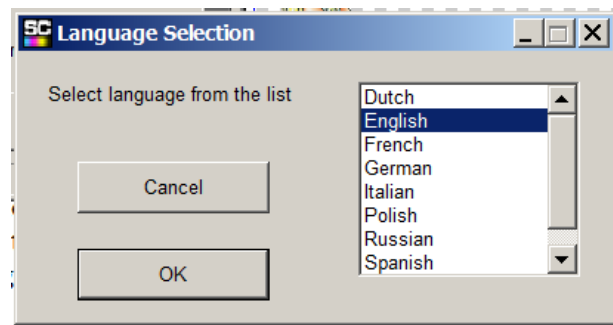 SC Language Selection
Select language from the list
Cancel
OK
Dutch
English
French
German
Italian
Polish
Russian
Spanish